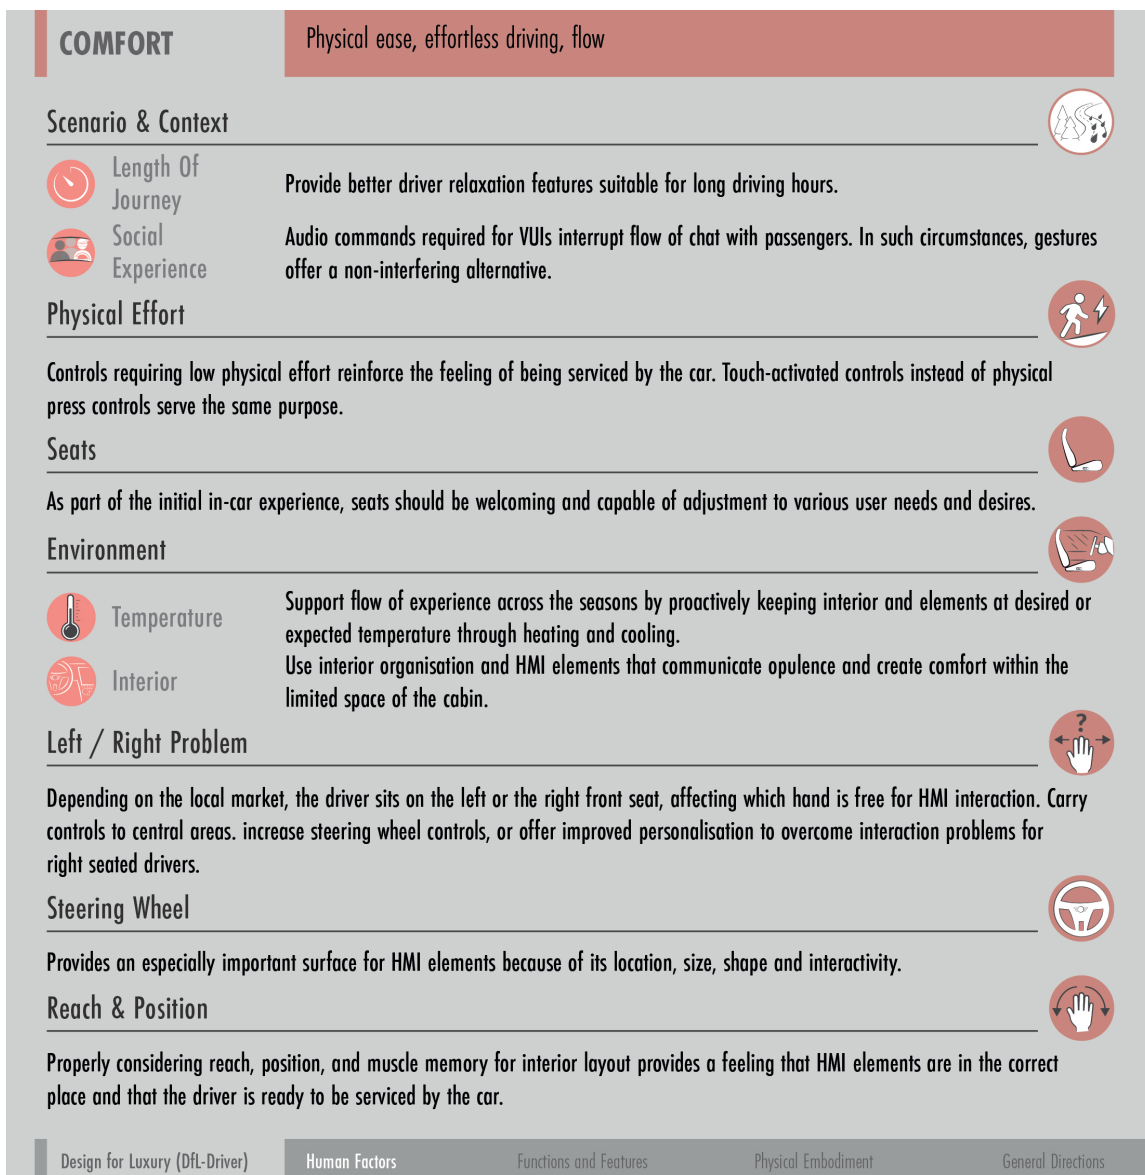 COMFORT
Physical ease, effortless driving, flow
Scenario & Context
Length Of
Journey
Provide better driver relaxation features suitable for long driving hours.
Social
Experience
Audio commands required for VUIs interrupt flow of chat with passengers. In such circumstances, gestures
offer a non-interfering alternative.
Physical Effort
Controls requiring low physical effort reinforce the feeling of being serviced by the car. Touch-activated controls instead of physical
press controls serve the same purpose.
Seats
As part of the initial in-car experience, seats should be welcoming and capable of adjustment to various user needs and desires.
Environment
Temperature
Support flow of experience across the seasons by proactively keeping interior and elements at desired or
expected temperature through heating and cooling.
Interior
Use interior organisation and HMI elements that communicate opulence and create comfort within the
limited space of the cabin.
Left / Right Problem
?
Depending on the local market, the driver sits on the left or the right front seat, affecting which hand is free for HMI interaction. Carry
controls to central areas. increase steering wheel controls, or offer improved personalisation to overcome interaction problems for
right seated drivers.
Steering Wheel
Provides an especially important surface for HMI elements because of its location, size, shape and interactivity.
Reach & Position
Properly considering reach, position, and muscle memory for interior layout provides a feeling that HMI elements are in the correct
place and that the driver is ready to be serviced by the car.
Design for Luxury (DfL-Driver)
Human Factors
Functions and Features
Physical Embodiment
General Directions